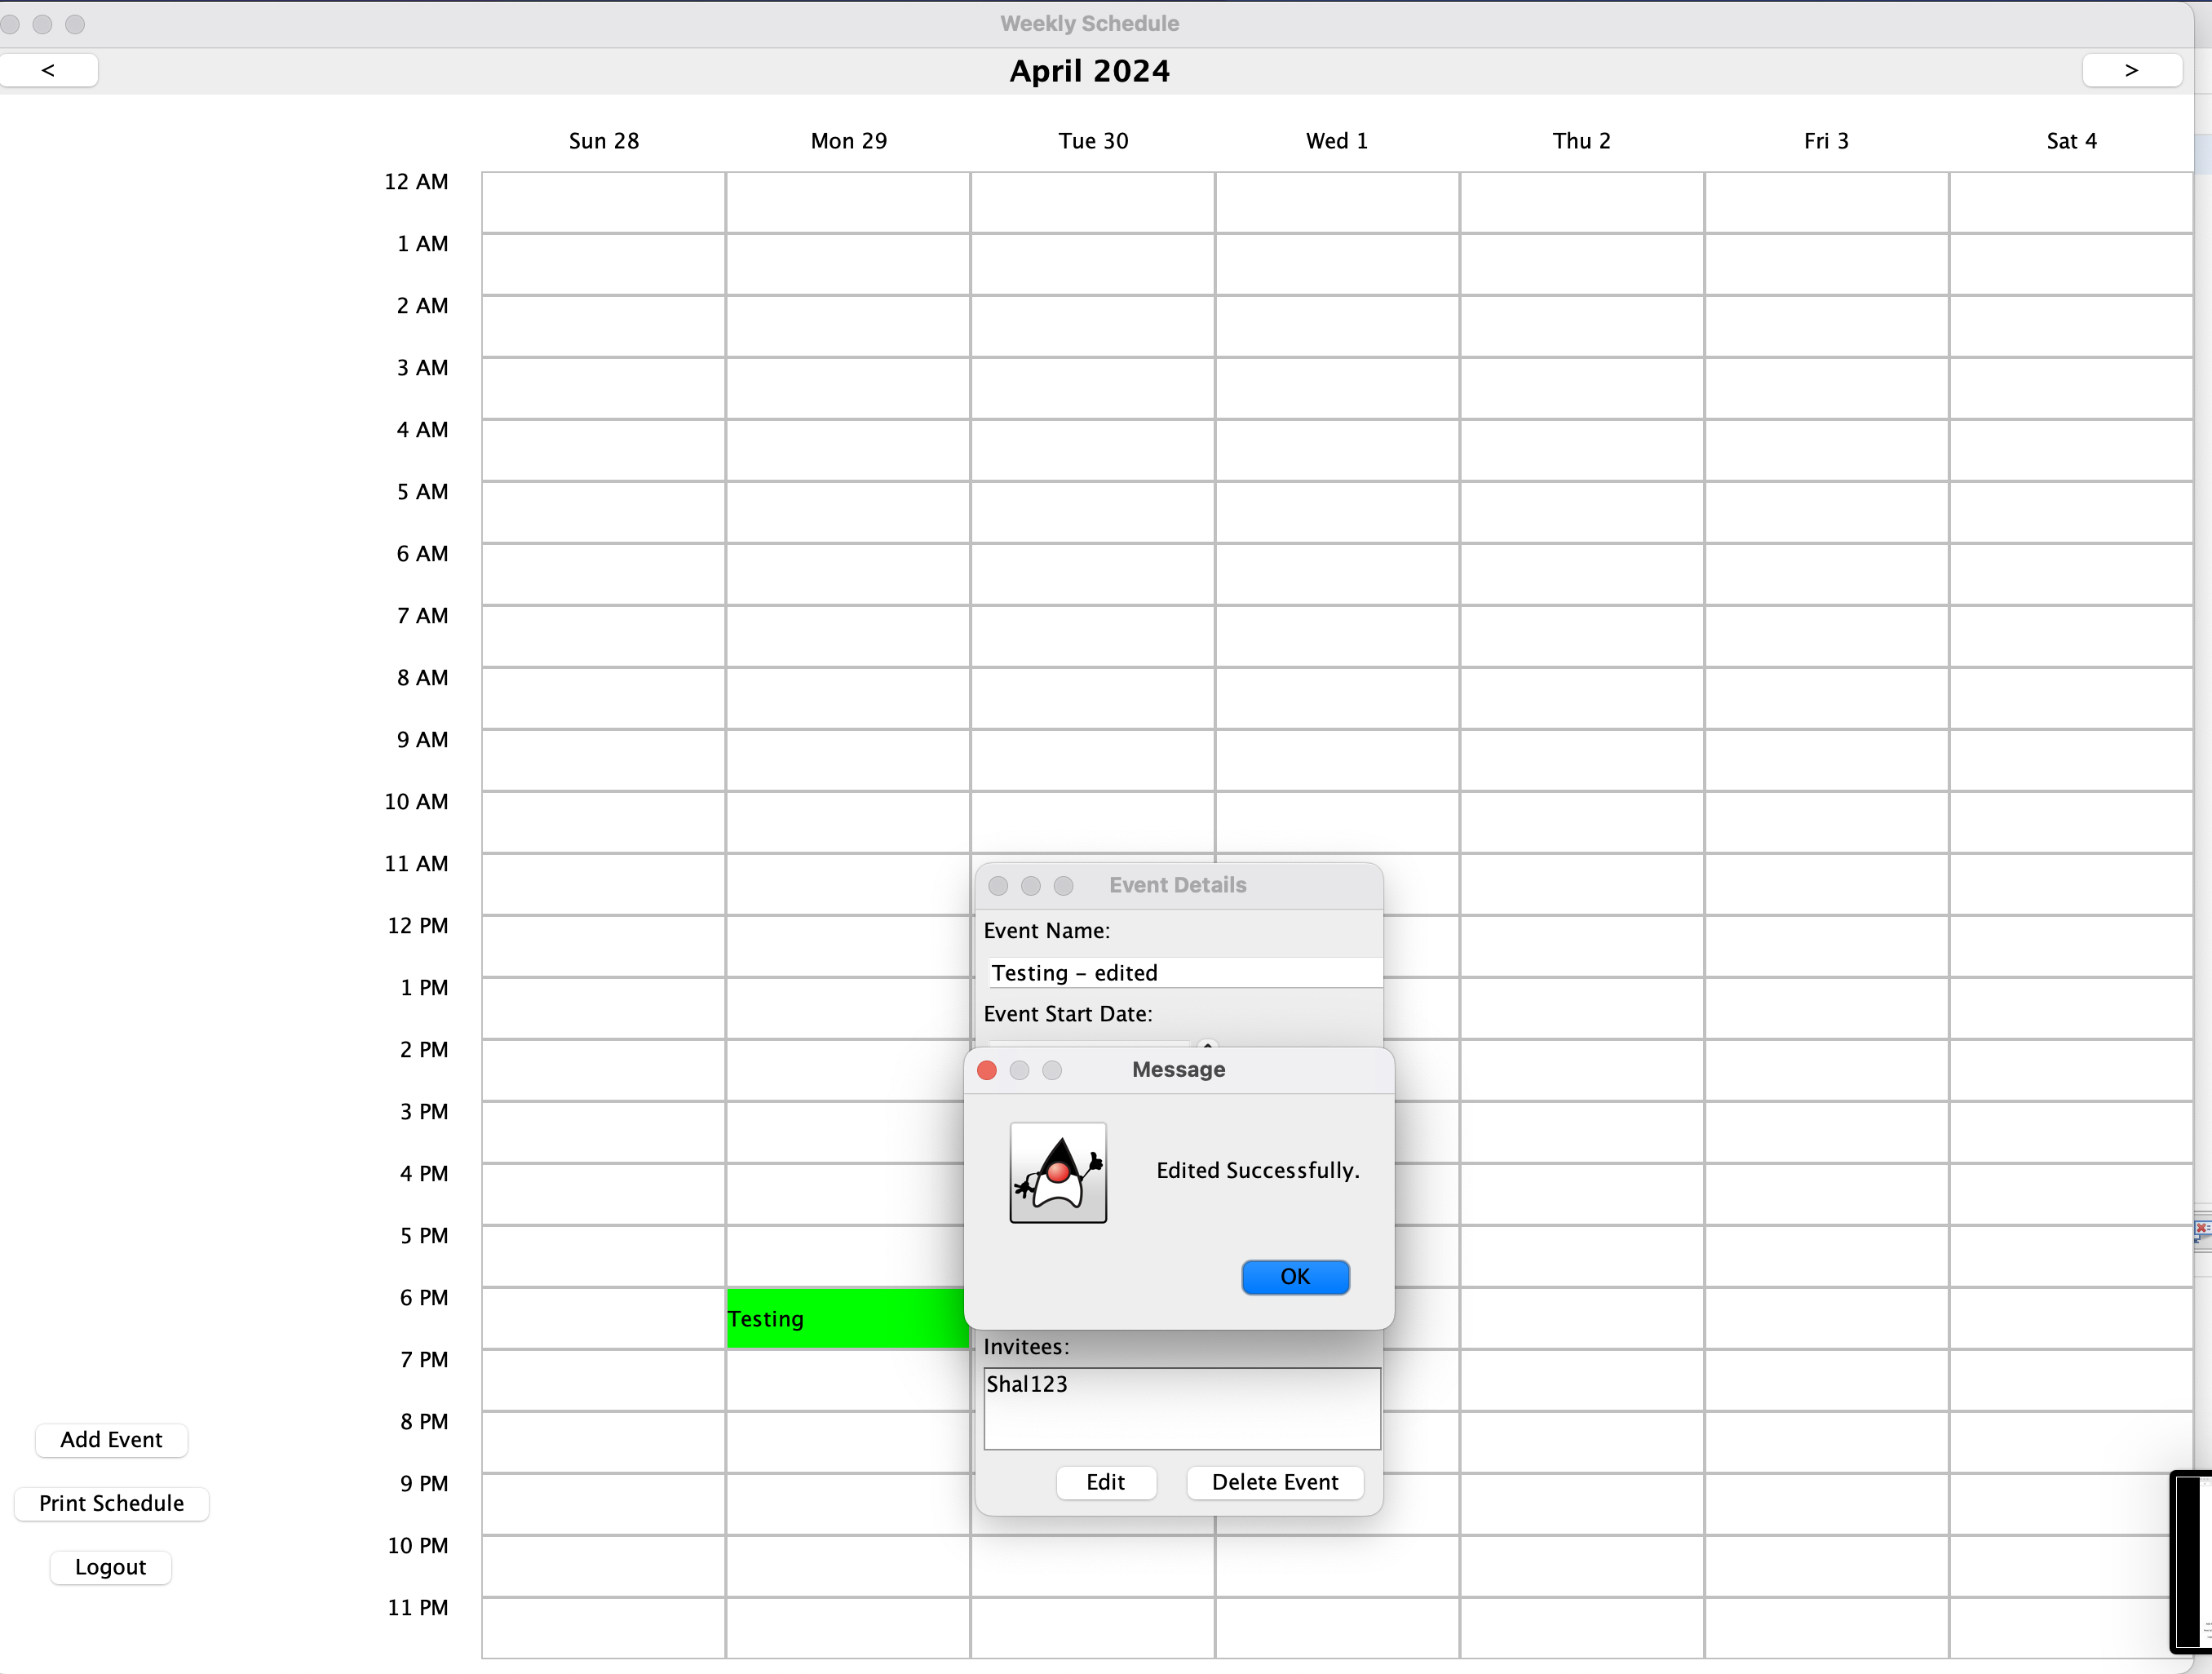 Weekly Schedule
<
April 2024
>
Sun 28
Mon 29
Tue 30
Wed 1
Thu 2
Fri 3
Sat 4
12 AM
1 AM
2 AM
3 AM
4 AM
5 AM
6 AM
7 AM
8 AM
9 AM
10 AM
11 AM
12 PM
1 PM
2 PM
3 PM
4 PM
5 PM
6 PM
7 PM
8 PM
9 PM
10 PM
11 PM
Testing
Event Details
Event Name:
Testing – edited
Event Start Date:
Message
Edited Successfully.
OK
Invitees:
Shal123
Edit
Delete Event
Add Event
Print Schedule
Logout